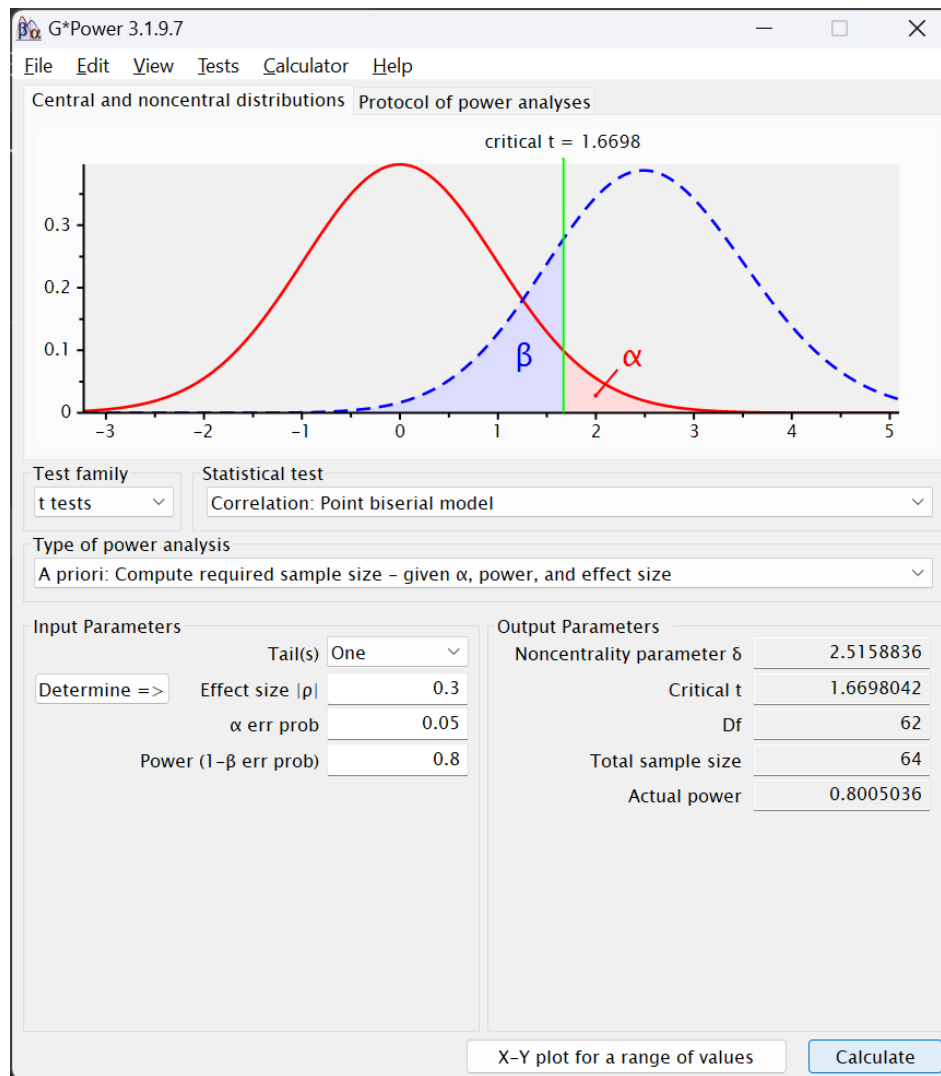 G*Power 3.1.9.7
File Edit View Tests Calculator Help
Central and noncentral distributions Protocol of power analyses
critical t = 1.6698
0.3
0.2
0.1
0
β
α
-3 -2 -1 0 1 2 3 4 5
Test family
t tests
Statistical test
Correlation: Point biserial model
Type of power analysis
A priori: Compute required sample size – given α, power, and effect size
Input Parameters
Tail(s) One
Determine => Effect size |ρ| 0.3
α err prob 0.05
Power (1-β err prob) 0.8
Output Parameters
Noncentrality parameter δ 2.5158836
Critical t 1.6698042
Df 62
Total sample size 64
Actual power 0.8005036
X-Y plot for a range of values Calculate